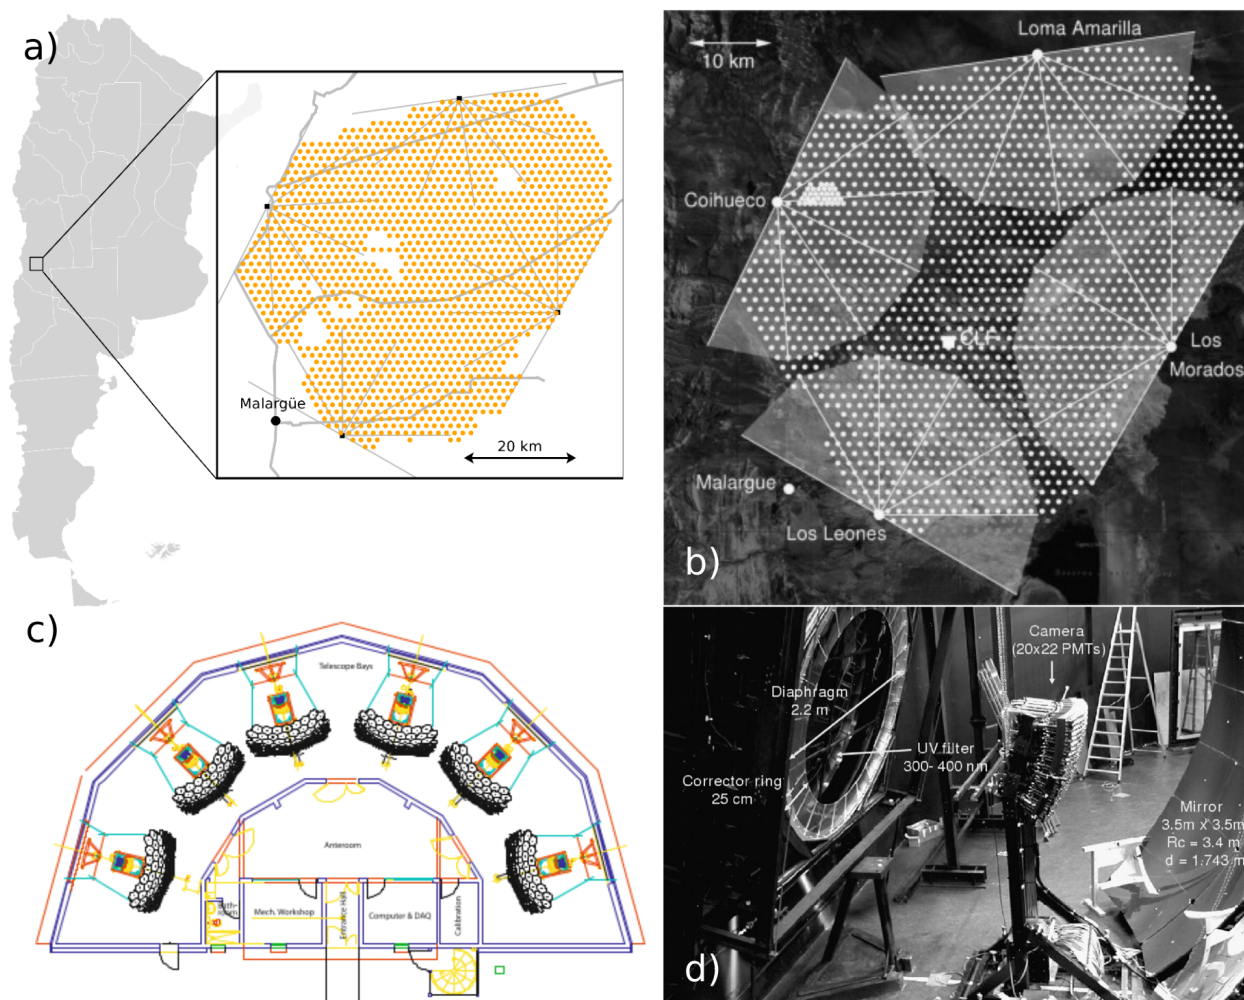 a)
Malargüe
20 km
10 km
Loma Amarilla
Coihueco
CLF
Los
Morados
Malargue
Los Leones
b)
c)
Telescope Bays
Anteroom
Bath-
room
Mech. Workshop
Entrance Hall
Computer & DAQ
Calibration
Camera
(20x22 PMTs)
Diaphragm
2.2 m
UV filter
300- 400 nm
Corrector ring
25 cm
Mirror
3.5m x 3.5m
Rc = 3.4 m
d = 1.743 m
d)